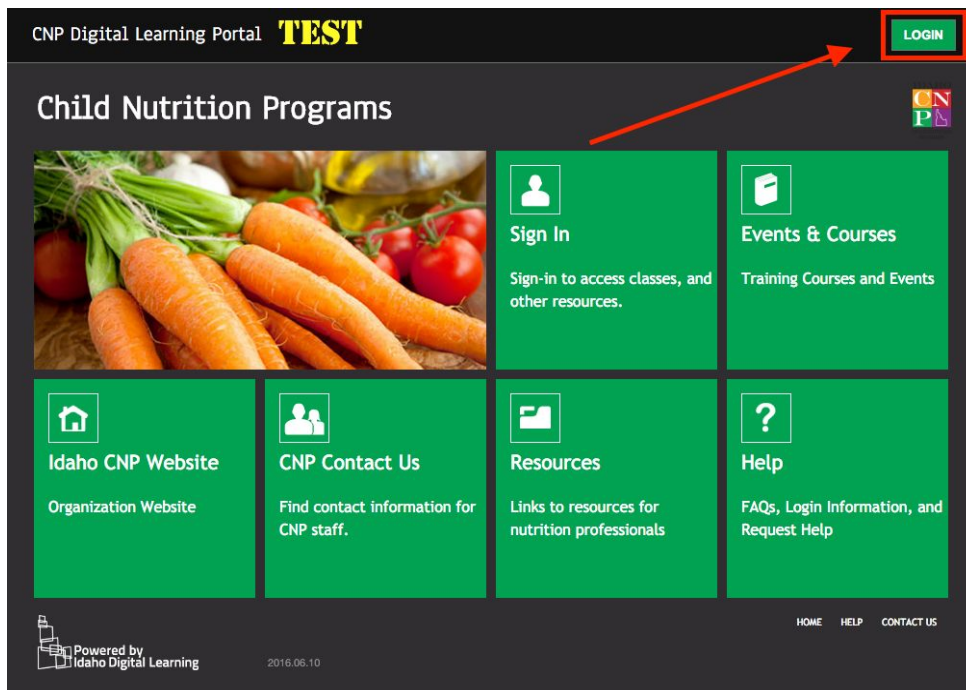 CNP Digital Learning Portal TEST
LOGIN
Child Nutrition Programs
CN
P
Sign In
Sign-in to access classes, and
other resources.
Events & Courses
Training Courses and Events
Idaho CNP Website
Organization Website
CNP Contact Us
Find contact information for
CNP staff.
Resources
Links to resources for
nutrition professionals
?
Help
FAQs, Login Information, and
Request Help
HOME HELP CONTACT US
Powered by
Idaho Digital Learning
2016.06.10